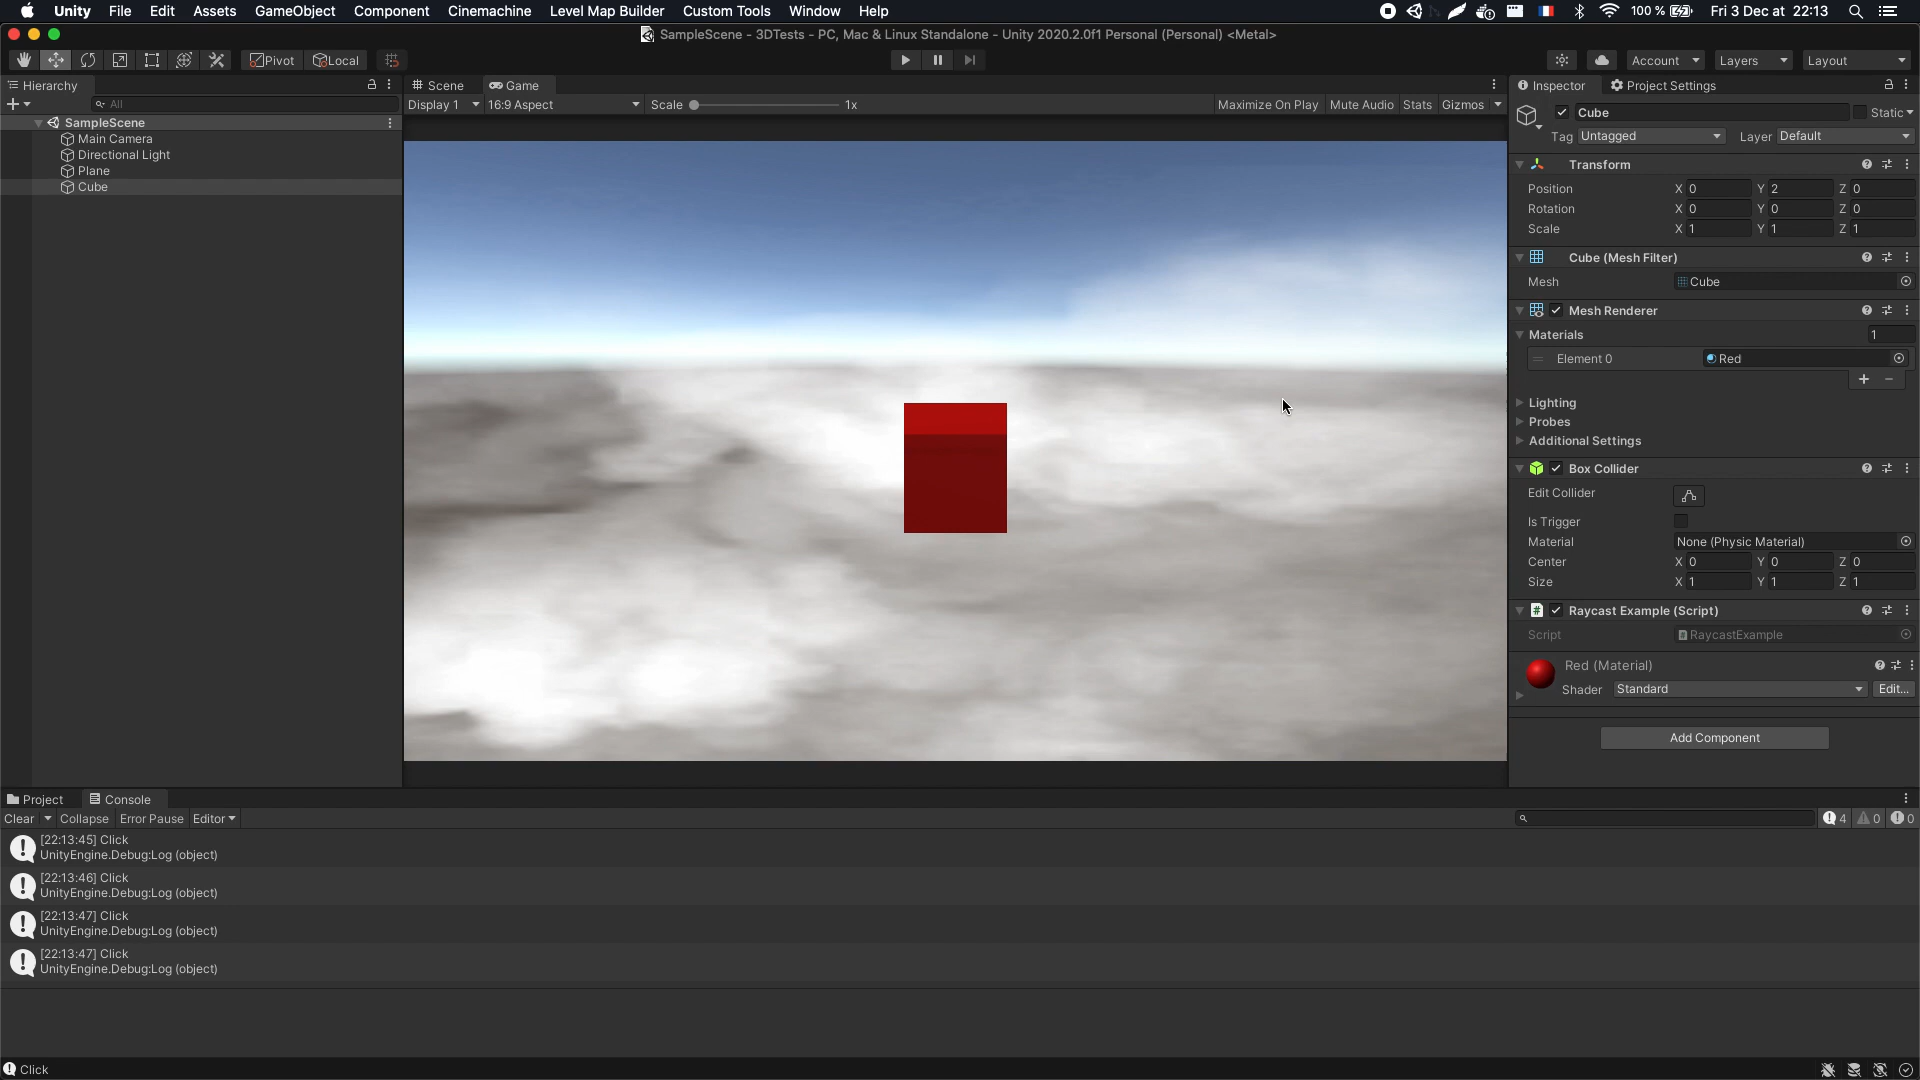 Unity File Edit Assets GameObject Component Cinemachine Level Map Builder Custom Tools Window Help 100 % Fri 3 Dec at 22:13
SampleScene - 3DTests - PC, Mac & Linux Standalone - Unity 2020.2.0f1 Personal (Personal) <Metal>
Pivot Local Account Layers Layout
Hierarchy Scene Game Inspector Project Settings
All Display 1 16:9 Aspect Scale 1x Maximize On Play Mute Audio Stats Gizmos
SampleScene
Main Camera
Directional Light
Plane
Cube
Cube Static
Tag Untagged Layer Default
Transform
Position X 0 Y 2 Z 0
Rotation X 0 Y 0 Z 0
Scale X 1 Y 1 Z 1
Cube (Mesh Filter)
Mesh Cube
Mesh Renderer
Materials 1
Element 0 Red
Lighting
Probes
Additional Settings
Box Collider
Edit Collider
Is Trigger
Material None (Physic Material)
Center X 0 Y 0 Z 0
Size X 1 Y 1 Z 1
Raycast Example (Script)
Script RaycastExample
Red (Material)
Shader Standard Edit...
Add Component
Project Console
Clear Collapse Error Pause Editor 4 0 0
[22:13:45] Click
UnityEngine.Debug:Log (object)
[22:13:46] Click
UnityEngine.Debug:Log (object)
[22:13:47] Click
UnityEngine.Debug:Log (object)
[22:13:47] Click
UnityEngine.Debug:Log (object)
Click